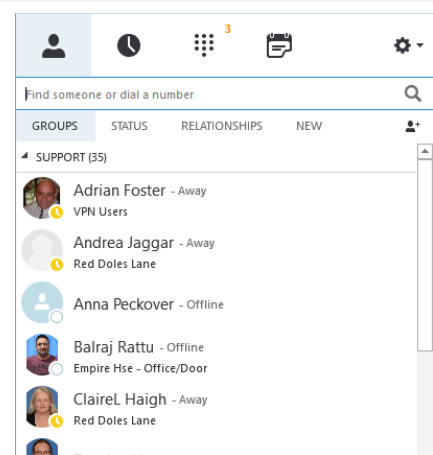 3
Find someone or dial a number
GROUPS STATUS RELATIONSHIPS NEW
SUPPORT (35)
Adrian Foster - Away
VPN Users
Andrea Jaggar - Away
Red Doles Lane
Anna Peckover - Offline
Balraj Rattu - Offline
Empire Hse - Office/Door
ClaireL Haigh - Away
Red Doles Lane